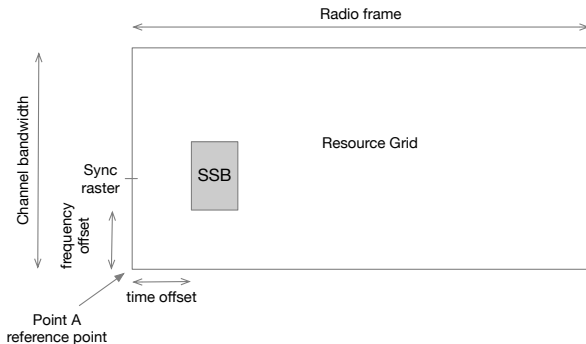 Radio frame
Channel bandwidth
Resource Grid
Sync
raster
SSB
frequency
offset
time offset
Point A
reference point